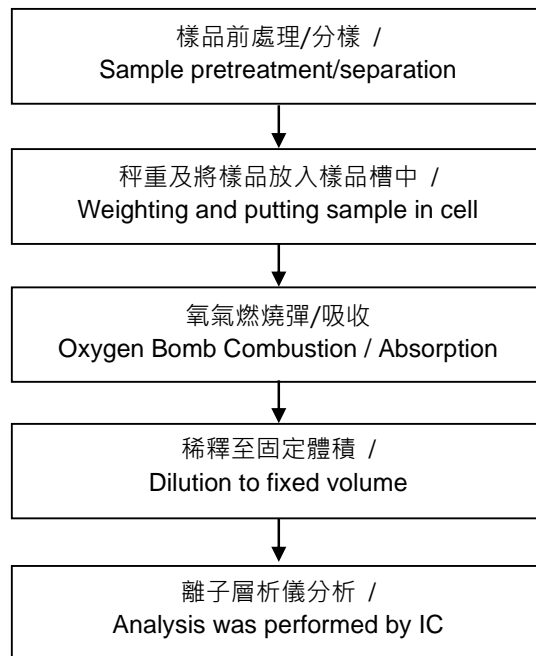 樣品前處理/分樣 /
Sample pretreatment/separation
秤重及將樣品放入樣品槽中 /
Weighting and putting sample in cell
氧氣燃燒彈/吸收
Oxygen Bomb Combustion / Absorption
稀釋至固定體積 /
Dilution to fixed volume
離子層析儀分析 /
Analysis was performed by IC